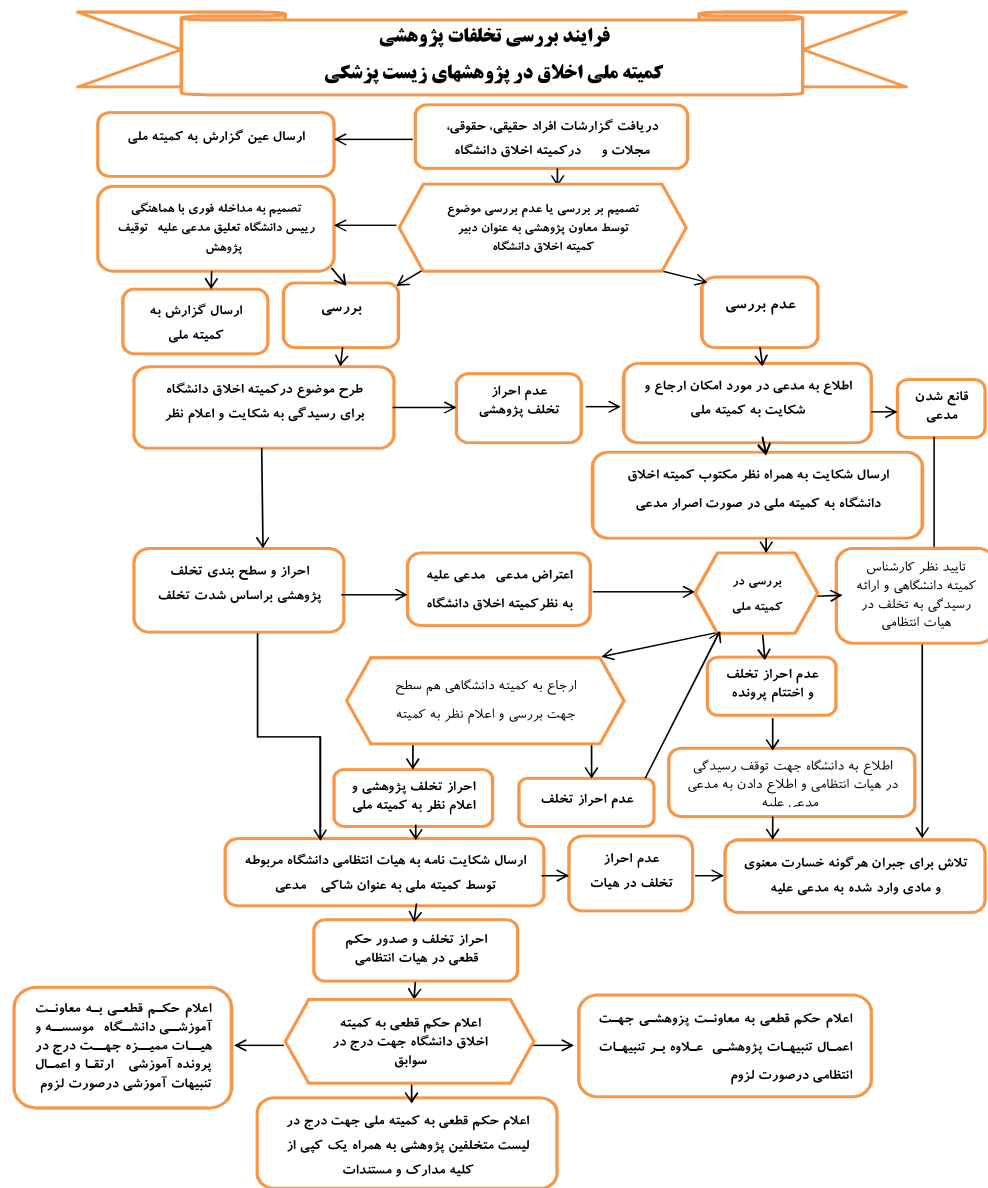 فرایند بررسی تخلفات پژوهشی
کمیته ملی اخلاق در پژوهشهای زیست پزشکی
دریافت گزارشات افراد حقیقی، حقوقی،
مجلات و در کمیته اخلاق دانشگاه
ارسال عین گزارش به کمیته ملی
تصمیم بر بررسی یا عدم بررسی موضوع
توسط معاون پژوهشی به عنوان دبیر
کمیته اخلاق دانشگاه
تصمیم به مداخله فوری با هماهنگی
رییس دانشگاه تعلیق مدعی علیه توقیف
پژوهش
عدم بررسی
بررسی
ارسال گزارش به
کمیته ملی
طرح موضوع در کمیته اخلاق دانشگاه
برای رسیدگی به شکایت و اعلام نظر
عدم احراز
تخلف پژوهشی
اطلاع به مدعی در مورد امکان ارجاع و
شکایت به کمیته ملی
قانع شدن
مدعی
ارسال شکایت به همراه نظر مکتوب کمیته اخلاق
دانشگاه به کمیته ملی در صورت اصرار مدعی
احراز و سطح بندی تخلف
پژوهشی براساس شدت تخلف
اعتراض مدعی مدعی علیه
به نظر کمیته اخلاق دانشگاه
بررسی در
کمیته ملی
تایید نظر کارشناس
کمیته دانشگاهی و ارائه
رسیدگی به تخلف در
هیات انتظامی
عدم احراز تخلف
و اختتام پرونده
ارجاع به کمیته دانشگاهی هم سطح
جهت بررسی و اعلام نظر به کمیته
اطلاع به دانشگاه جهت توقف رسیدگی
در هیات انتظامی و اطلاع دادن به مدعی
مدعی علیه
احراز تخلف پژوهشی و
اعلام نظر به کمیته ملی
عدم احراز تخلف
ارسال شکایت نامه به هیات انتظامی دانشگاه مربوطه
توسط کمیته ملی به عنوان شاکی مدعی
عدم احراز
تخلف در هیات
تلاش برای جبران هرگونه خسارت معنوی
و مادی وارد شده به مدعی علیه
احراز تخلف و صدور حکم
قطعی در هیات انتظامی
اعلام حکم قطعی به کمیته
اخلاق دانشگاه جهت درج در
سوابق
اعلام حکم قطعی به معاونت پزوهشی جهت
اعمال تنبیهات پژوهشی علاوه بر تنبیهات
انتظامی درصورت لزوم
اعلام حکم قطعی به معاونت
آموزشی دانشگاه موسسه و
هیات ممیزه جهت درج در
پرونده آموزشی ارتقا و اعمال
تنبیهات آموزشی درصورت لزوم
اعلام حکم قطعی به کمیته ملی جهت درج در
لیست متخلفین پژوهشی به همراه یک کپی از
کلیه مدارک و مستندات